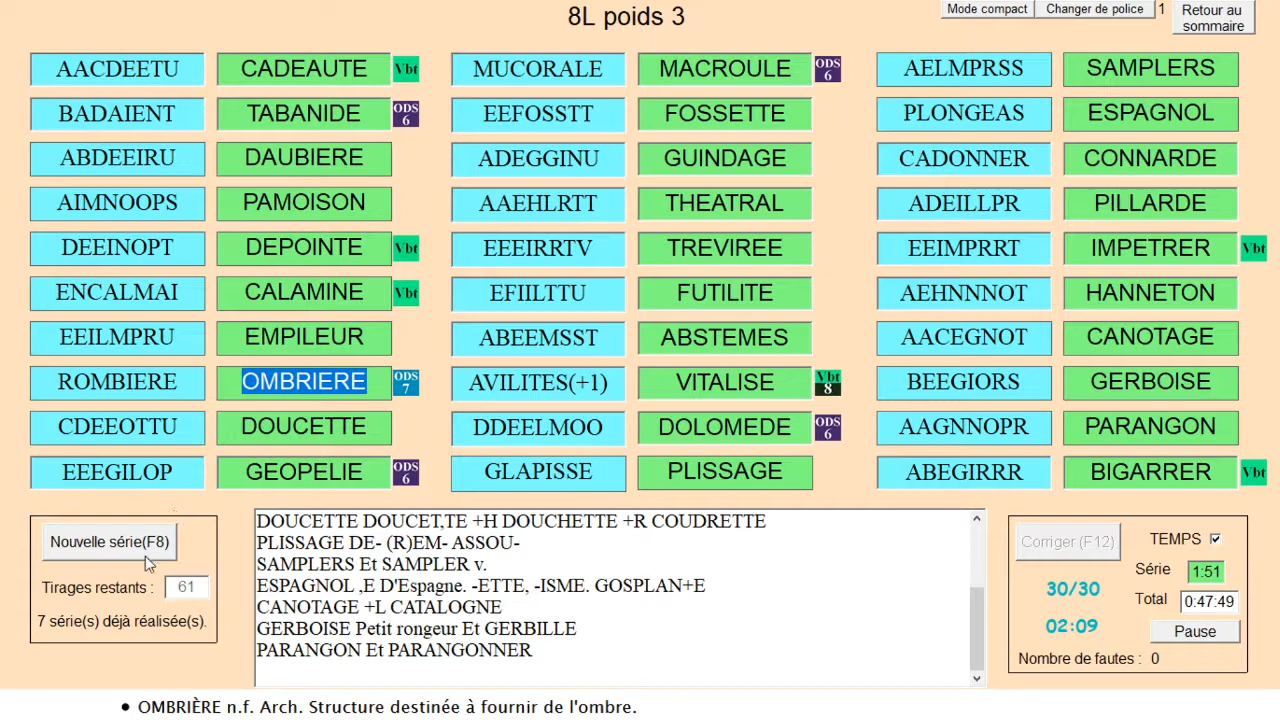 8L poids 3
Mode compact Changer de police 1 Retour au sommaire
AACDEETU CADEAUTE Vbt MUCORALE MACROULE ODS 6 AELMPRSS SAMPLERS
BADAIENT TABANIDE ODS 6 EEFOSSTT FOSSETTE PLONGEAS ESPAGNOL
ABDEEIRU DAUBIERE ADEGGINU GUINDAGE CADONNER CONNARDE
AIMNOOPS PAMOISON AAEHLRTT THEATRAL ADEILLPR PILLARDE
DEEINOPT DEPOINTE Vbt EEEIRRTV TREVIREE EEIMPRRT IMPETRER Vbt
ENCALMAI CALAMINE Vbt EFIILTTU FUTILITE AEHNNNOT HANNETON
EEILMPRU EMPILEUR ABEEMSST ABSTEMES AACEGNOT CANOTAGE
ROMBIERE OMBRIERE ODS 7 AVILITES(+1) VITALISE Vbt 8 BEEGIORS GERBOISE
CDEEOTTU DOUCETTE DDEELMOO DOLOMEDE ODS 6 AAGNNOPR PARANGON
EEEGILOP GEOPELIE ODS 6 GLAPISSE PLISSAGE ABEGIRRR BIGARRER Vbt
Nouvelle série(F8)
Tirages restants : 61
7 série(s) déjà réalisée(s).
DOUCETTE DOUCET,TE +H DOUCHETTE +R COUDRETTE
PLISSAGE DE- (R)EM- ASSOU-
SAMPLERS Et SAMPLER v.
ESPAGNOL ,E D'Espagne. -ETTE, -ISME. GOSPLAN+E
CANOTAGE +L CATALOGNE
GERBOISE Petit rongeur Et GERBILLE
PARANGON Et PARANGONNER
Corriger (F12) TEMPS
Série 1:51
30/30
Total 0:47:49
02:09 Pause
Nombre de fautes : 0
• OMBRIÈRE n.f. Arch. Structure destinée à fournir de l'ombre.